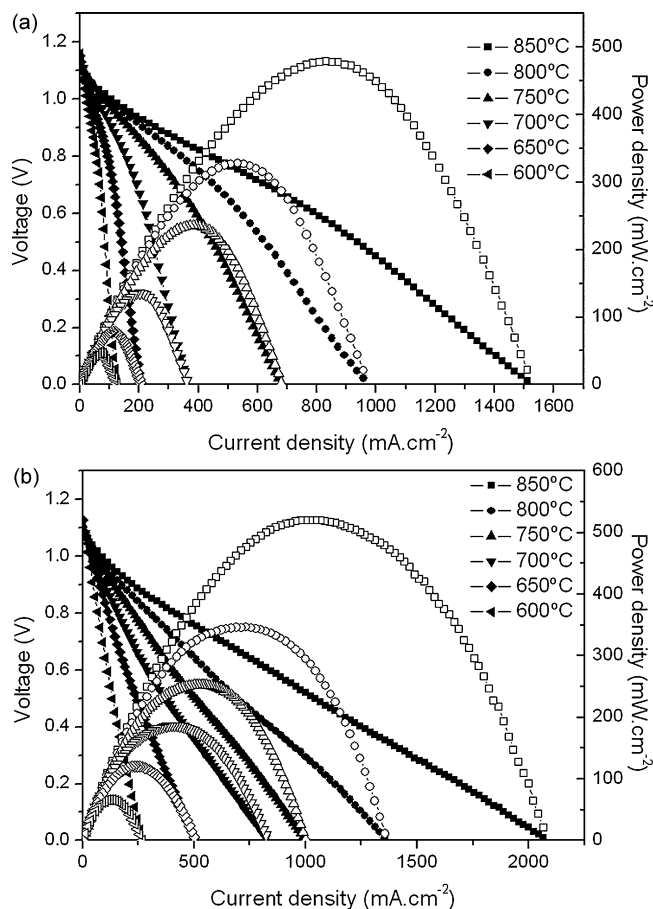 (a)
1.2
1.0
0.8
0.6
0.4
0.2
0.0
Voltage (V)
0 200 400 600 800 1000 1200 1400 1600
Current density (mA.cm-2)
500
400
300
200
100
0
Power density (mW.cm-2)
850ºC
800ºC
750ºC
700ºC
650ºC
600ºC
(b)
1.2
1.0
0.8
0.6
0.4
0.2
0.0
Voltage (V)
0 500 1000 1500 2000
Current density (mA.cm-2)
600
500
400
300
200
100
0
Power density (mW.cm-2)
850ºC
800ºC
750ºC
700ºC
650ºC
600ºC